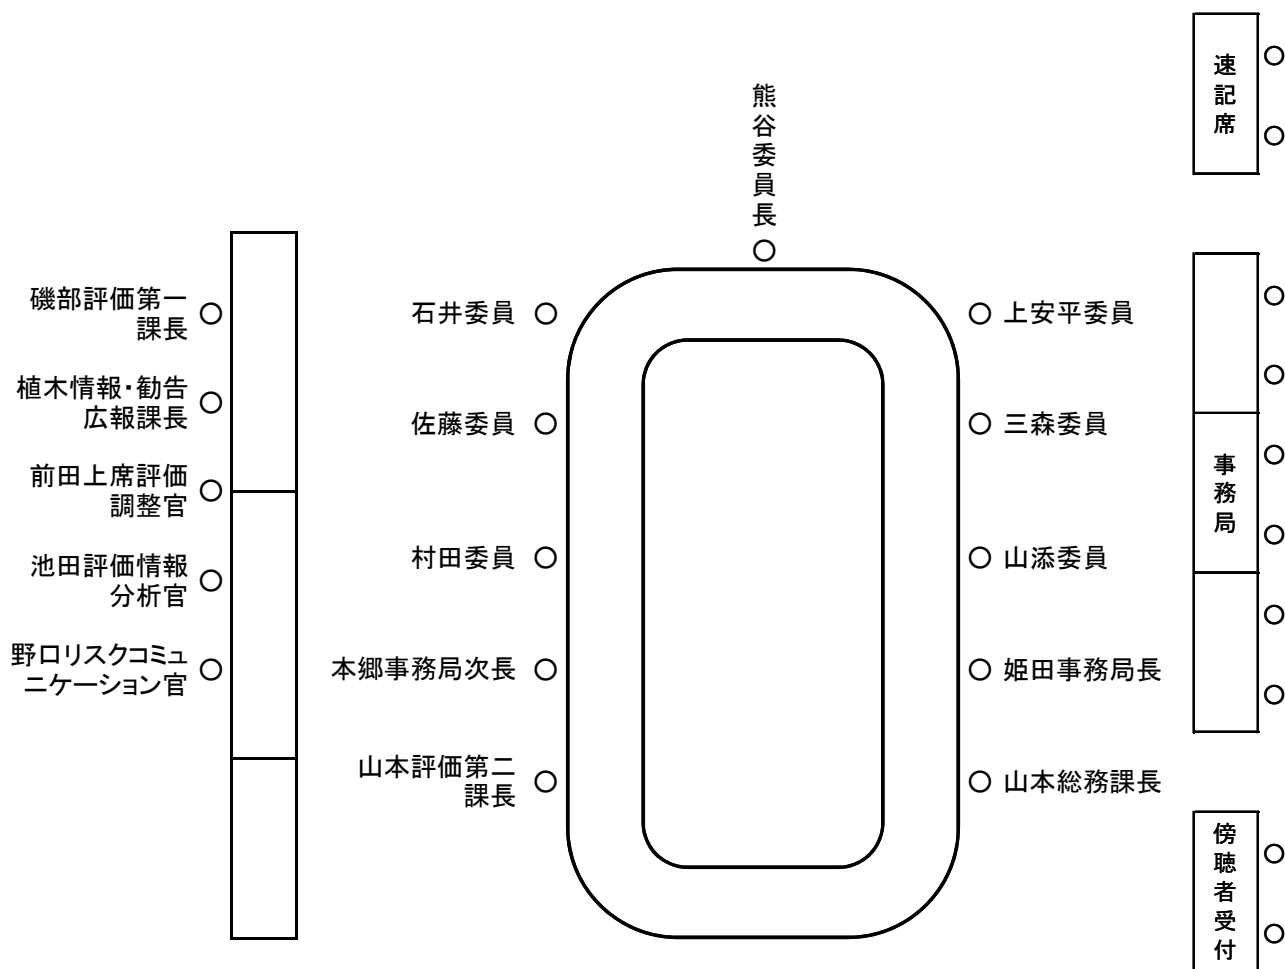 速記席
熊谷委員長
磯部評価第一
課長
植木情報・勧告
広報課長
前田上席評価
調整官
池田評価情報
分析官
野口リスクコミュ
ニケーション官
石井委員
佐藤委員
村田委員
本郷事務局次長
山本評価第二
課長
上安平委員
三森委員
山添委員
姫田事務局長
山本総務課長
事務局
傍聴者受付